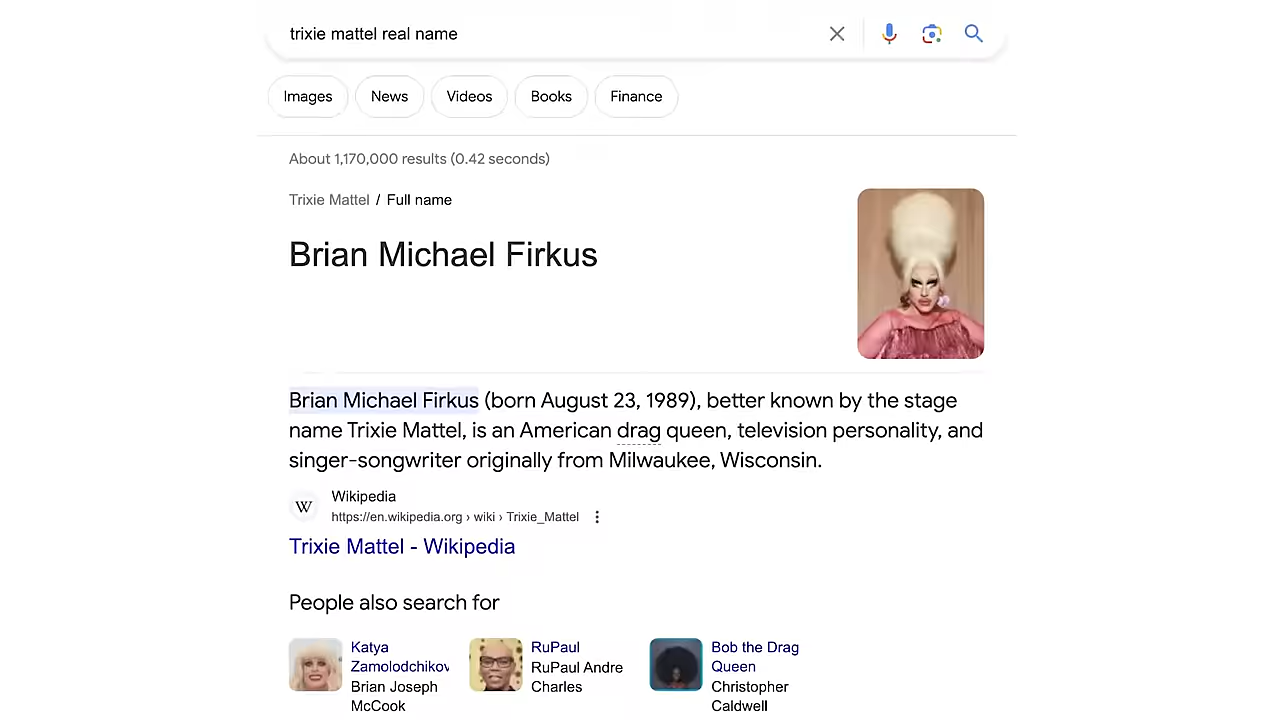 trixie mattel real name
Images News Videos Books Finance
About 1,170,000 results (0.42 seconds)
Trixie Mattel / Full name
Brian Michael Firkus
Brian Michael Firkus (born August 23, 1989), better known by the stage
name Trixie Mattel, is an American drag queen, television personality, and
singer-songwriter originally from Milwaukee, Wisconsin.
W
Wikipedia
https://en.wikipedia.org › wiki › Trixie_Mattel
Trixie Mattel - Wikipedia
People also search for
Katya
Zamolodchikov
Brian Joseph
McCook
RuPaul
RuPaul Andre
Charles
Bob the Drag
Queen
Christopher
Caldwell